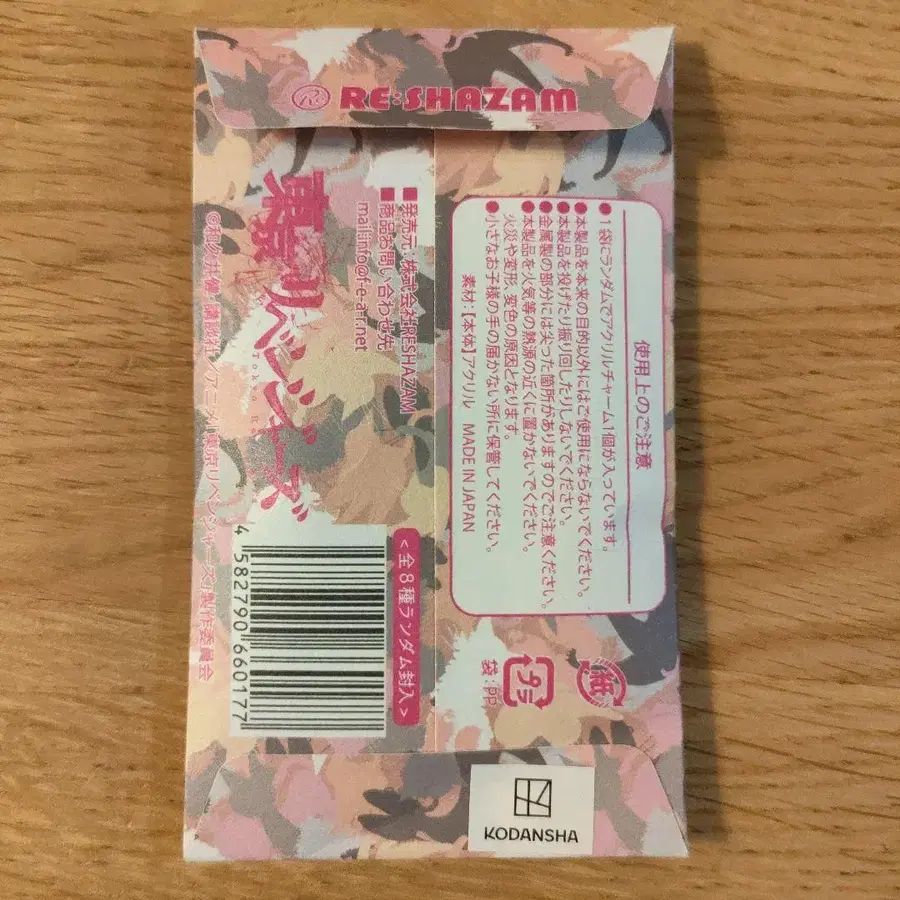 RE:SHAZAM
使用上のご注意
●1袋にランダムでアクリルチャーム1個が入っています。
●本製品を本来の目的以外にはご使用にならないでください。
●本製品を投げたり振り回したりしないでください。
●金属製の部分には尖った箇所がありますのでご注意ください。
●本製品を火気等の熱源の近くに置かないでください。
火災や変形、変色の原因となります。
●小さなお子様の手の届かない所に保管してください。
素材:【本体】アクリル MADE IN JAPAN
■発売元:株式会社RESHAZAM
■商品お問い合わせ先
mail:info@f-e-a-r.net
東京リベンジャーズ
©和久井健・講談社/アニメ「東京リベンジャーズ」製作委員会
<全8種ランダム封入>
4 582790 660177
紙
プラ
袋:PP
KODANSHA